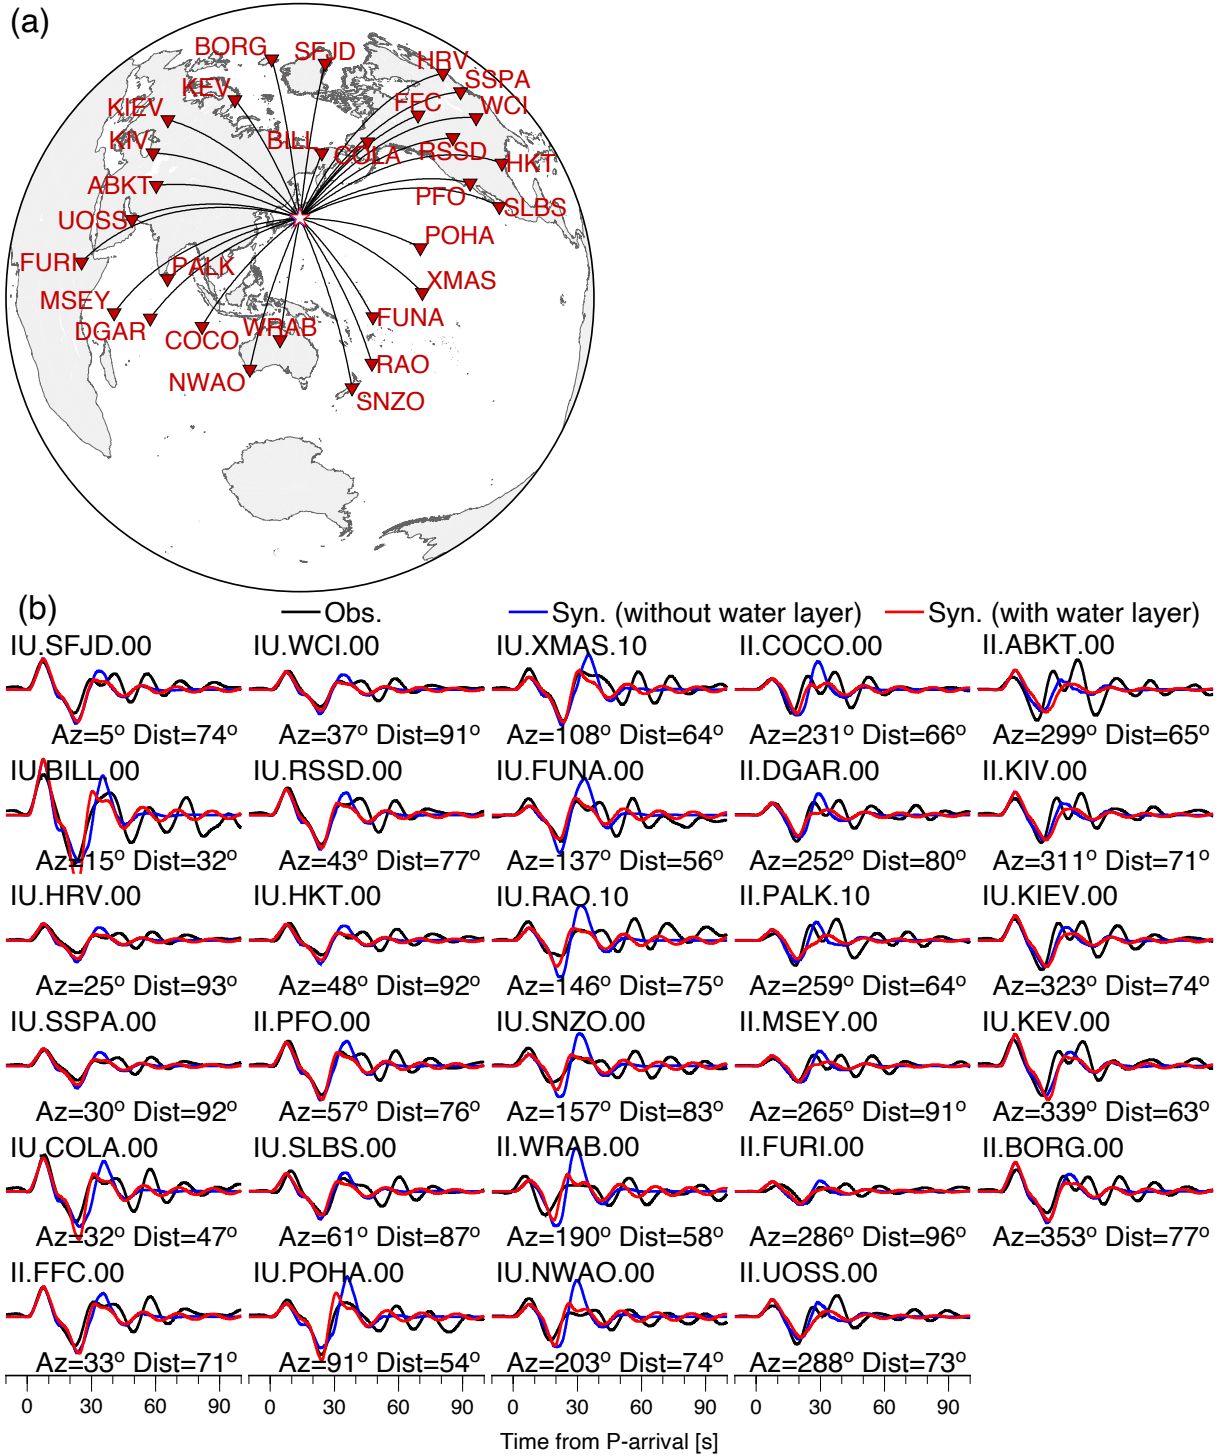 (a)
BORG
SFJD
HRV
KEV
SSPA
KIEV
FFC
WCI
KIV
BILL
COLA
RSSD
HKT
ABKT
PFO
UOSS
SLBS
POHA
FURI
PALK
XMAS
MSEY
DGAR
WRAB
FUNA
COCO
RAO
NWAO
SNZO
(b)
Obs.
Syn. (without water layer)
Syn. (with water layer)
IU.SFJD.00
IU.WCI.00
IU.XMAS.10
II.COCO.00
II.ABKT.00
Az=5° Dist=74°
Az=37° Dist=91°
Az=108° Dist=64°
Az=231° Dist=66°
Az=299° Dist=65°
IU.BILL.00
IU.RSSD.00
IU.FUNA.00
II.DGAR.00
II.KIV.00
Az=15° Dist=32°
Az=43° Dist=77°
Az=137° Dist=56°
Az=252° Dist=80°
Az=311° Dist=71°
IU.HRV.00
IU.HKT.00
IU.RAO.10
II.PALK.10
IU.KIEV.00
Az=25° Dist=93°
Az=48° Dist=92°
Az=146° Dist=75°
Az=259° Dist=64°
Az=323° Dist=74°
IU.SSPA.00
II.PFO.00
IU.SNZO.00
II.MSEY.00
IU.KEV.00
Az=30° Dist=92°
Az=57° Dist=76°
Az=157° Dist=83°
Az=265° Dist=91°
Az=339° Dist=63°
IU.COLA.00
IU.SLBS.00
II.WRAB.00
II.FURI.00
II.BORG.00
Az=32° Dist=47°
Az=61° Dist=87°
Az=190° Dist=58°
Az=286° Dist=96°
Az=353° Dist=77°
II.FFC.00
IU.POHA.00
IU.NWAO.00
II.UOSS.00
Az=33° Dist=71°
Az=91° Dist=54°
Az=203° Dist=74°
Az=288° Dist=73°
0 30 60 90
0 30 60 90
0 30 60 90
0 30 60 90
Time from P-arrival [s]